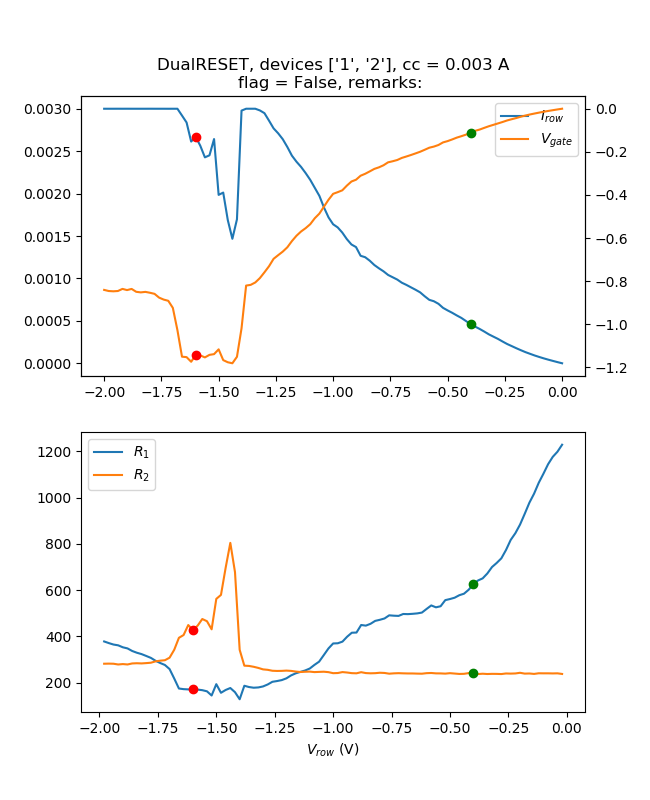 DualRESET, devices ['1', '2'], cc = 0.003 A
flag = False, remarks:
0.0030
0.0025
0.0020
0.0015
0.0010
0.0005
0.0000
0.0
−0.2
−0.4
−0.6
−0.8
−1.0
−1.2
I_row
V_gate
−2.00 −1.75 −1.50 −1.25 −1.00 −0.75 −0.50 −0.25 0.00
1200
1000
800
600
400
200
R_1
R_2
−2.00 −1.75 −1.50 −1.25 −1.00 −0.75 −0.50 −0.25 0.00
V_row (V)